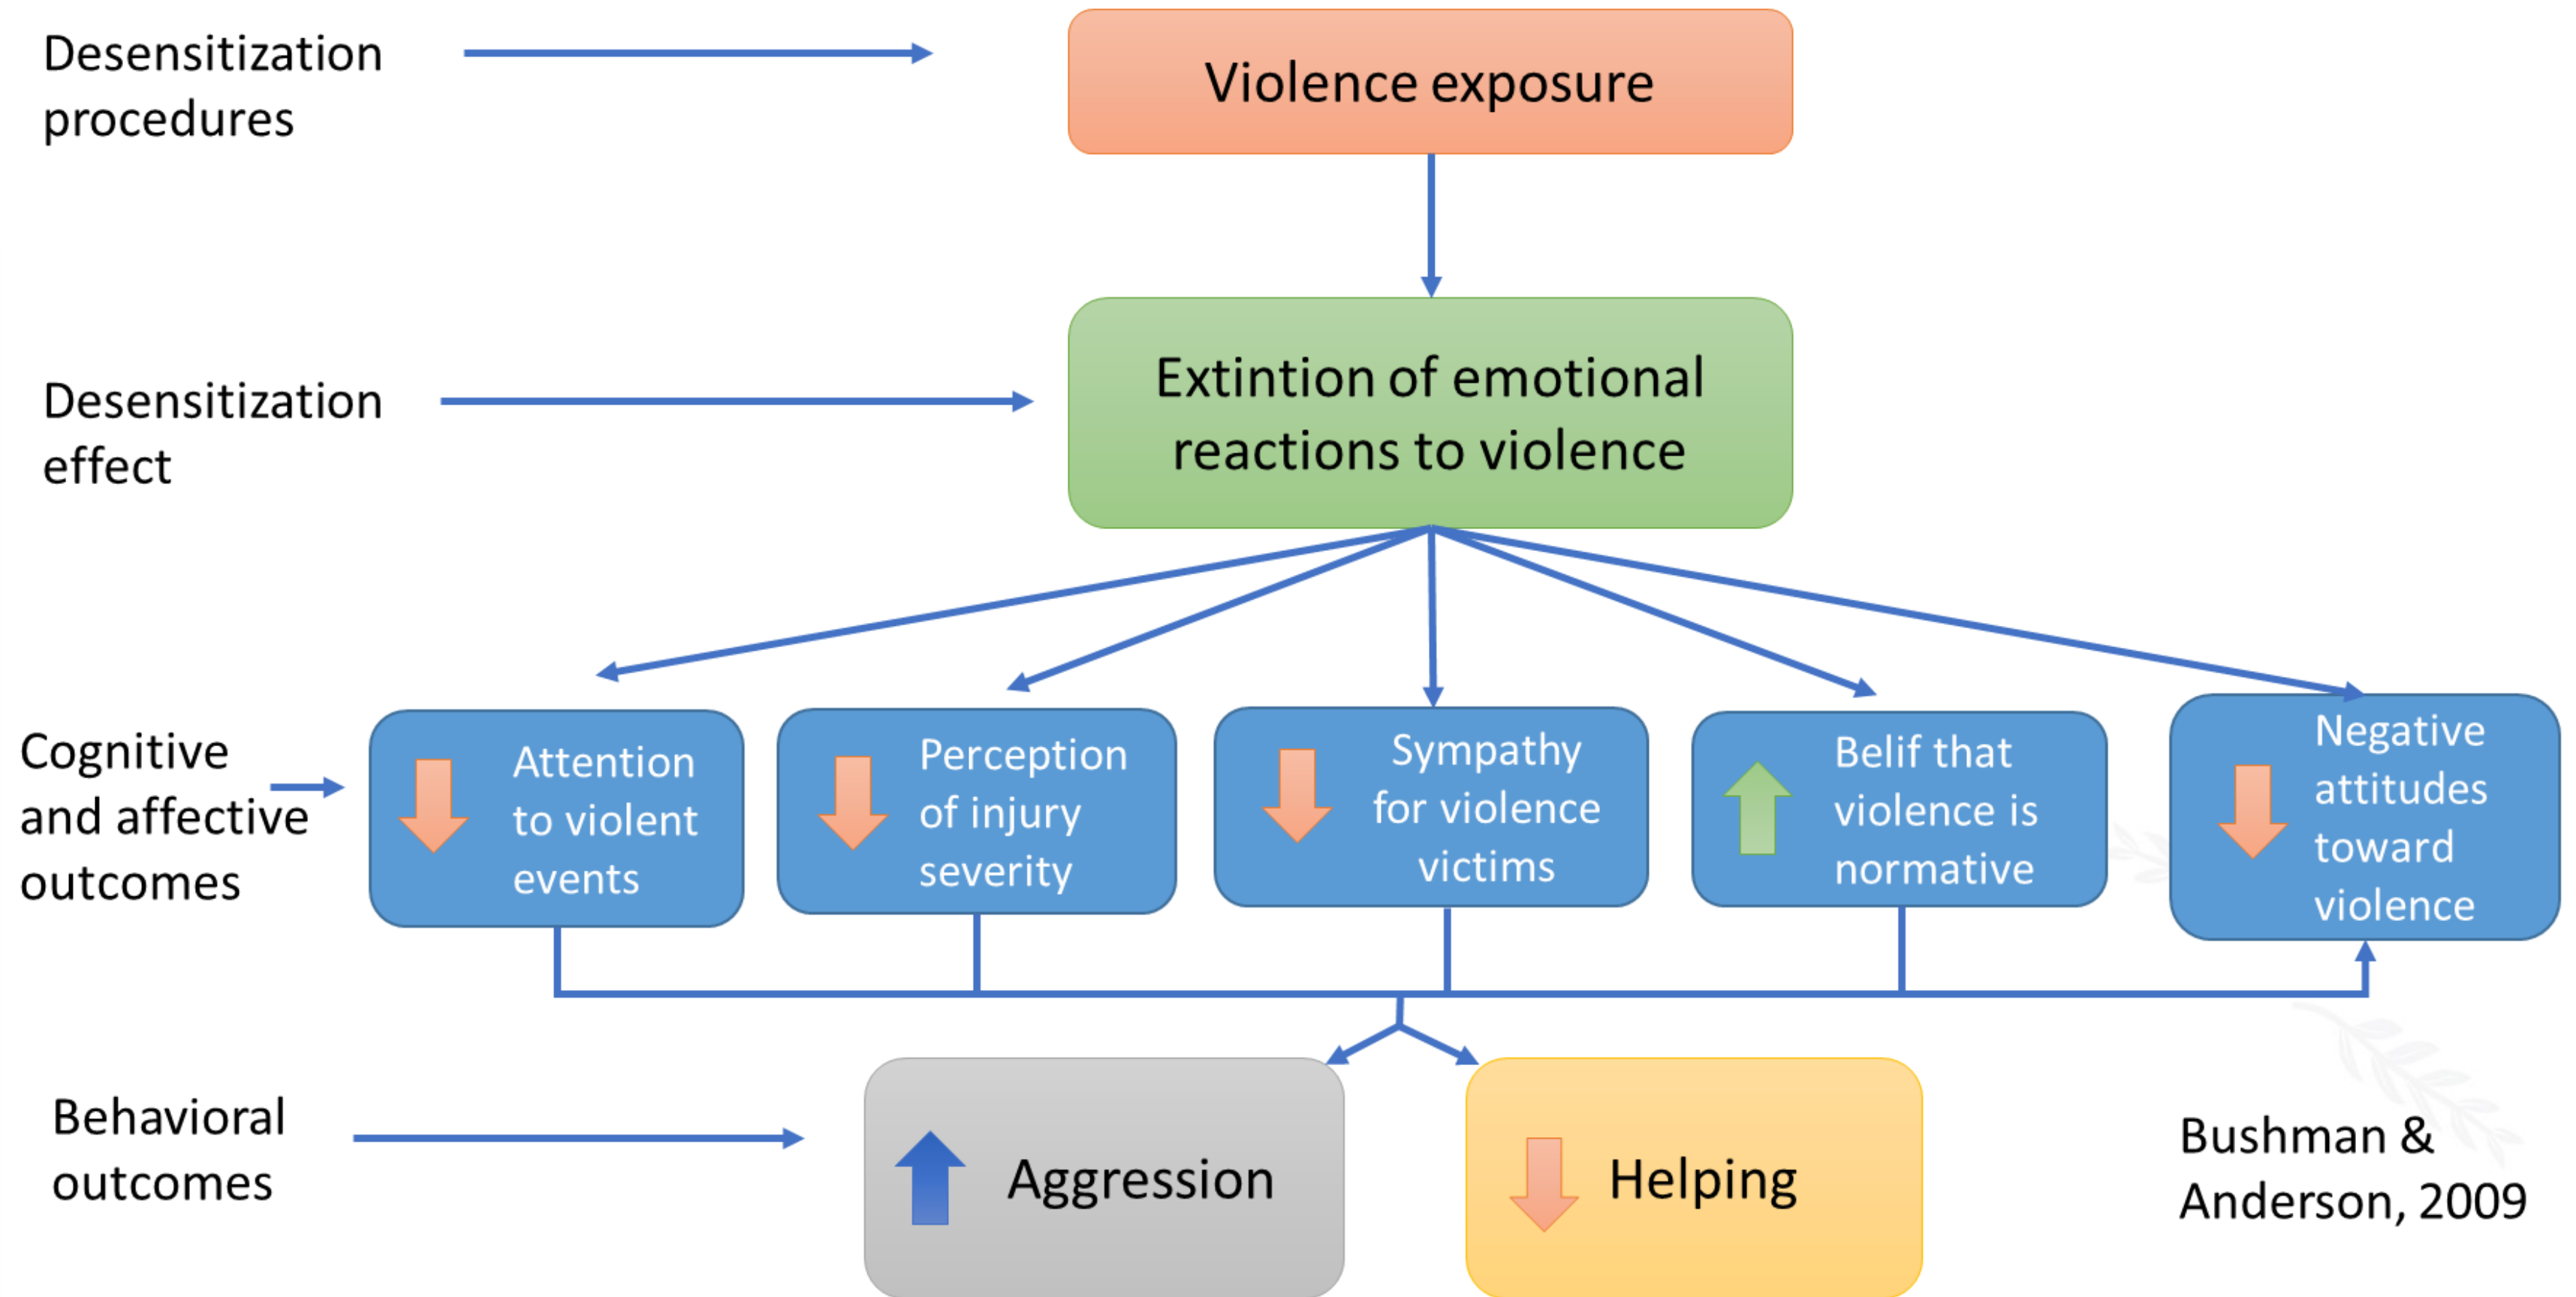 Desensitization
procedures
Violence exposure
Desensitization
effect
Extintion of emotional
reactions to violence
Cognitive
and affective
outcomes
Attention
to violent
events
Perception
of injury
severity
Sympathy
for violence
victims
Belif that
violence is
normative
Negative
attitudes
toward
violence
Behavioral
outcomes
Aggression
Helping
Bushman &
Anderson, 2009